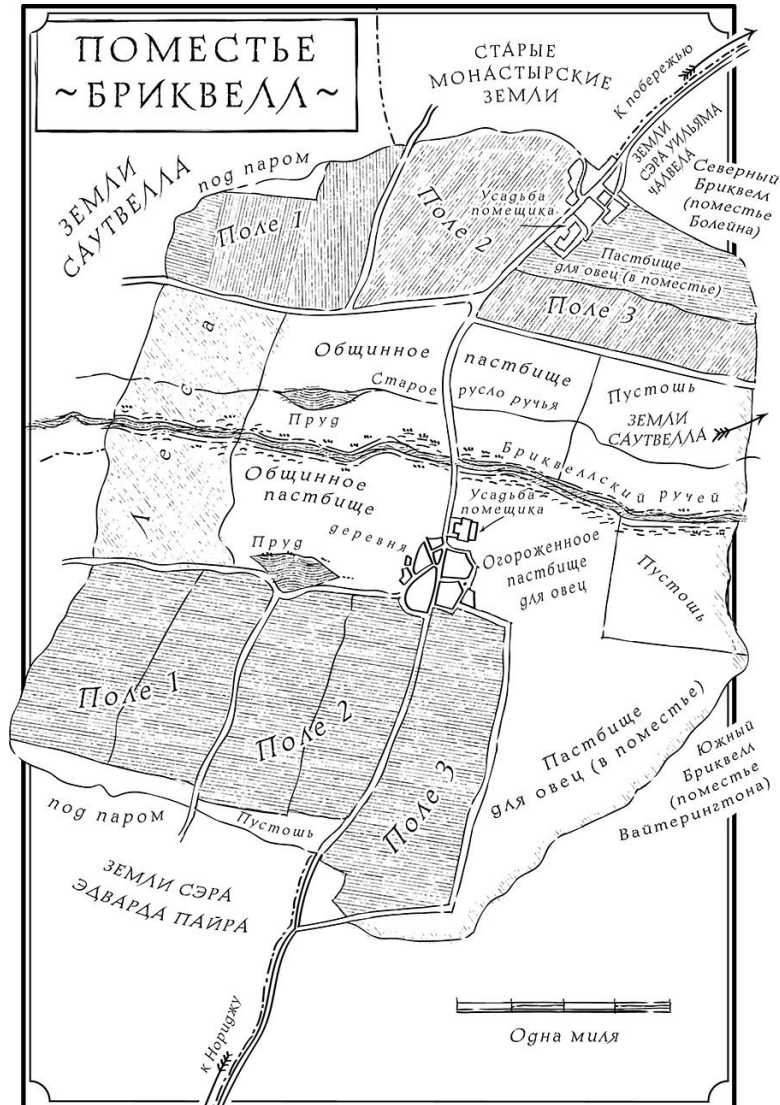 ПОМЕСТЬЕ
~БРИКВЕЛЛ~
СТАРЫЕ
МОНАСТЫРСКИЕ
ЗЕМЛИ
К побережью
ЗЕМЛИ
СЭРА УИЛЬЯМА
ЧАЛВЕЛА
Северный
Бриквелл
(поместье
Болейна)
ЗЕМЛИ
САУТВЕЛЛА
под паром
Поле 1
Поле 2
Усадьба
помещика
Пастбище
для овец (в поместье)
Поле 3
Леса
Общинное пастбище
Старое русло ручья
Пруд
Пустошь
ЗЕМЛИ
САУТВЕЛЛА
Бриквеллский ручей
Общинное
пастбище
Усадьба
помещика
деревня
Пруд
Огороженноое
пастбище
для овец
Пустошь
Поле 1
Поле 2
Поле 3
Пастбище
для овец (в поместье)
Южный
Бриквелл
(поместье
Вайтерингтона)
под паром
Пустошь
ЗЕМЛИ СЭРА
ЭДВАРДА ПАЙРА
к Нориджу
Одна миля